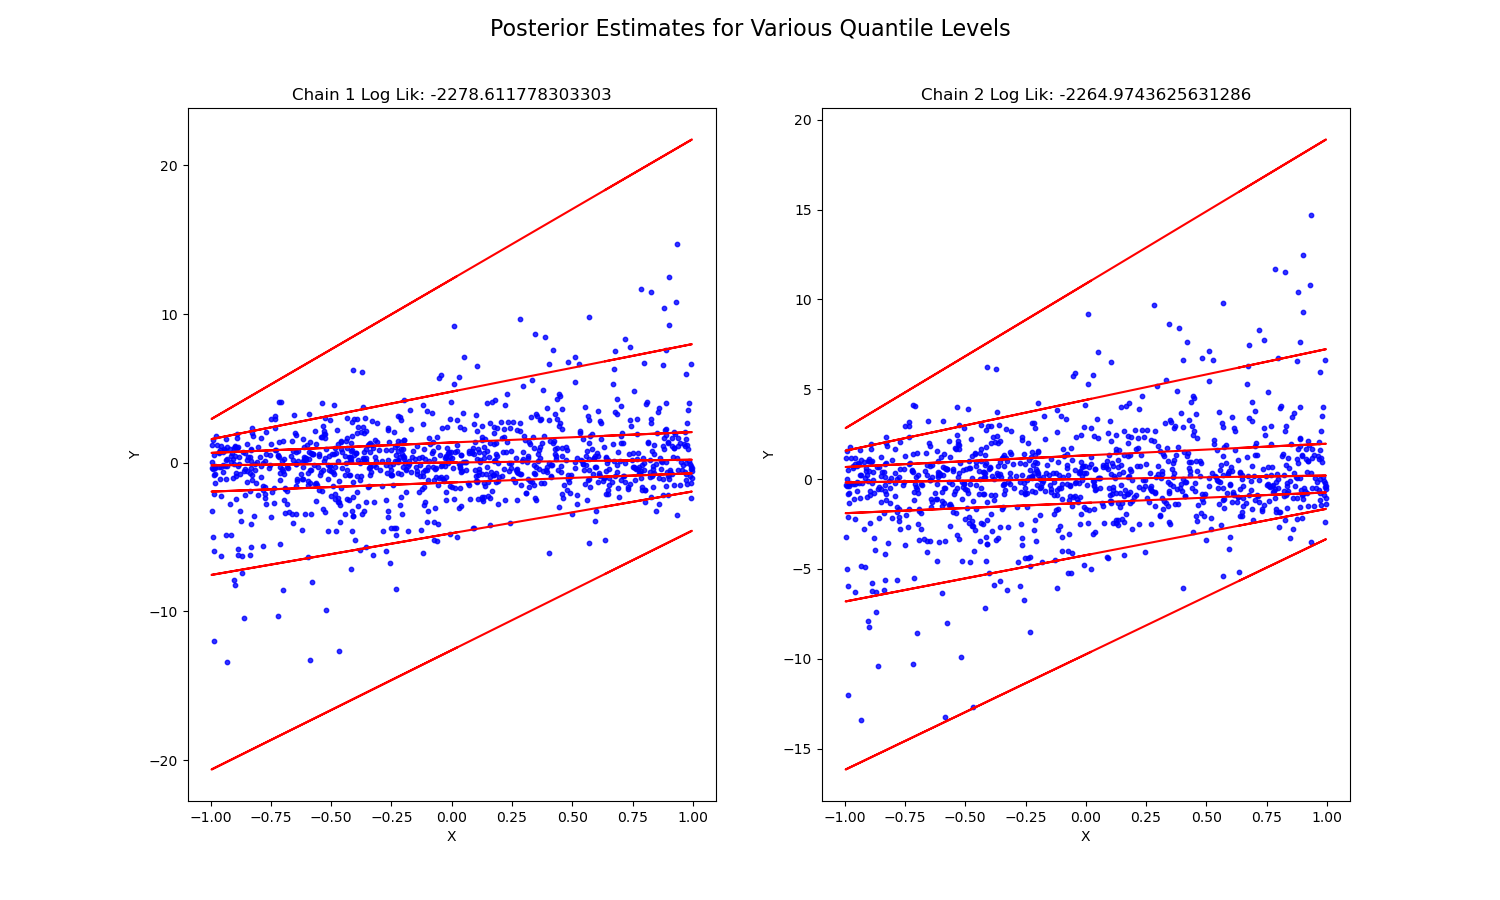 Posterior Estimates for Various Quantile Levels
Chain 1 Log Lik: -2278.611778303303
Y
20
10
0
−10
−20
−1.00 −0.75 −0.50 −0.25 0.00 0.25 0.50 0.75 1.00
X
Chain 2 Log Lik: -2264.9743625631286
Y
20
15
10
5
0
−5
−10
−15
−1.00 −0.75 −0.50 −0.25 0.00 0.25 0.50 0.75 1.00
X